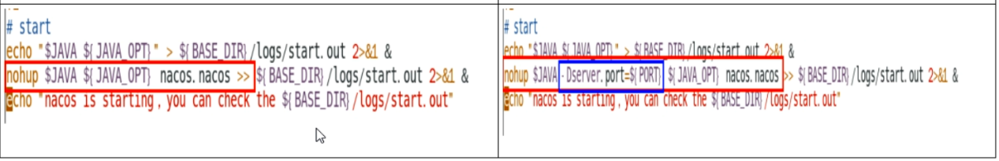 # start
echo "$JAVA ${JAVA_OPT}" > ${BASE_DIR}/logs/start.out 2>&1 &
nohup $JAVA ${JAVA_OPT} nacos.nacos >> ${BASE_DIR}/logs/start.out 2>&1 &
echo "nacos is starting, you can check the ${BASE_DIR}/logs/start.out"
# start
echo "$JAVA ${JAVA_OPT}" > ${BASE_DIR}/logs/start.out 2>&1 &
nohup $JAVA -Dserver.port=${PORT} ${JAVA_OPT} nacos.nacos >> ${BASE_DIR}/logs/start.out 2>&1 &
echo "nacos is starting, you can check the ${BASE_DIR}/logs/start.out"